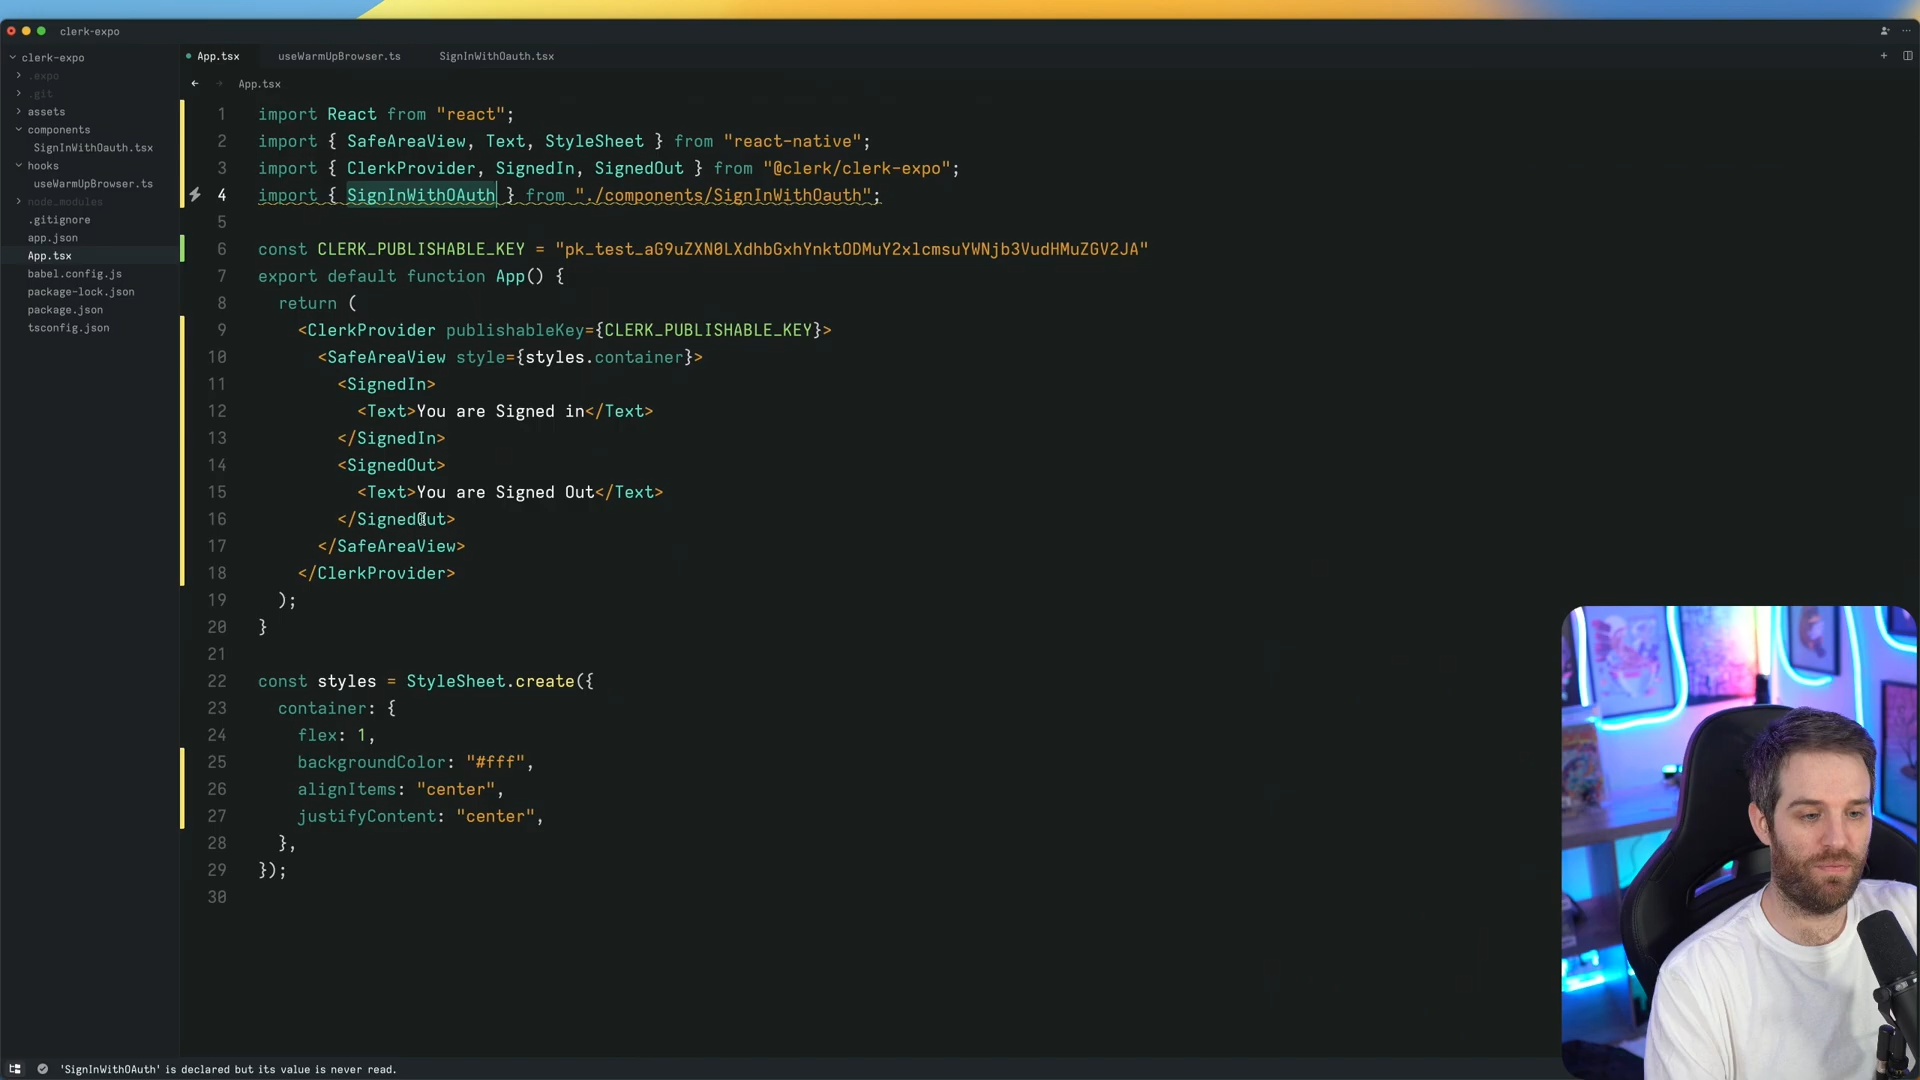 clerk-expo
clerk-expo
.expo
.git
assets
components
SignInWithOauth.tsx
hooks
useWarmUpBrowser.ts
node_modules
.gitignore
app.json
App.tsx
babel.config.js
package-lock.json
package.json
tsconfig.json
App.tsx useWarmUpBrowser.ts SignInWithOauth.tsx
App.tsx
1 import React from "react";
2 import { SafeAreaView, Text, StyleSheet } from "react-native";
3 import { ClerkProvider, SignedIn, SignedOut } from "@clerk/clerk-expo";
4 import { SignInWithOAuth } from "./components/SignInWithOauth";
5
6 const CLERK_PUBLISHABLE_KEY = "pk_test_aG9uZXN0LXdhbGxhYnktODMuY2xlcmsuYWNjb3VudHMuZGV2JA"
7 export default function App() {
8 return (
9 <ClerkProvider publishableKey={CLERK_PUBLISHABLE_KEY}>
10 <SafeAreaView style={styles.container}>
11 <SignedIn>
12 <Text>You are Signed in</Text>
13 </SignedIn>
14 <SignedOut>
15 <Text>You are Signed Out</Text>
16 </SignedOut>
17 </SafeAreaView>
18 </ClerkProvider>
19 );
20 }
21
22 const styles = StyleSheet.create({
23 container: {
24 flex: 1,
25 backgroundColor: "#fff",
26 alignItems: "center",
27 justifyContent: "center",
28 },
29 });
30
'SignInWithOAuth' is declared but its value is never read.